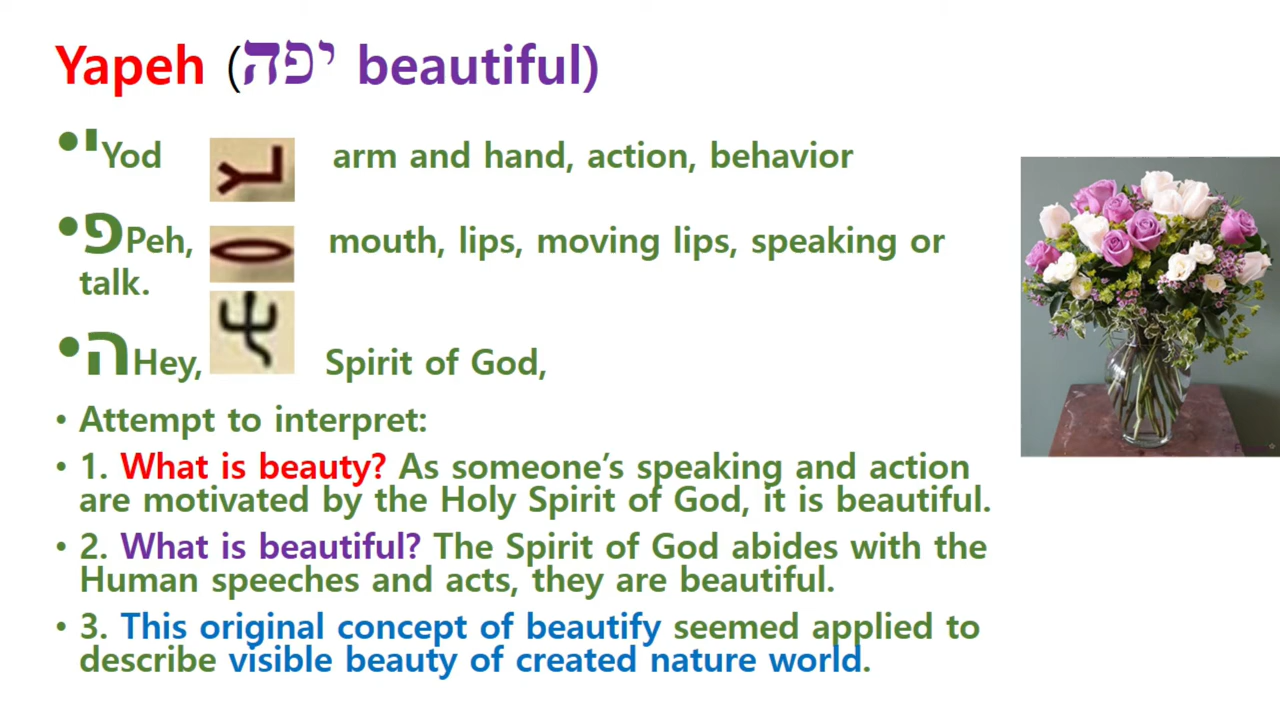 Yapeh (יפה beautiful)
•יYod arm and hand, action, behavior
•פיPeh, mouth, lips, moving lips, speaking or
talk.
•היHey, Spirit of God,
• Attempt to interpret:
• 1. What is beauty? As someone’s speaking and action
are motivated by the Holy Spirit of God, it is beautiful.
• 2. What is beautiful? The Spirit of God abides with the
Human speeches and acts, they are beautiful.
• 3. This original concept of beautify seemed applied to
describe visible beauty of created nature world.